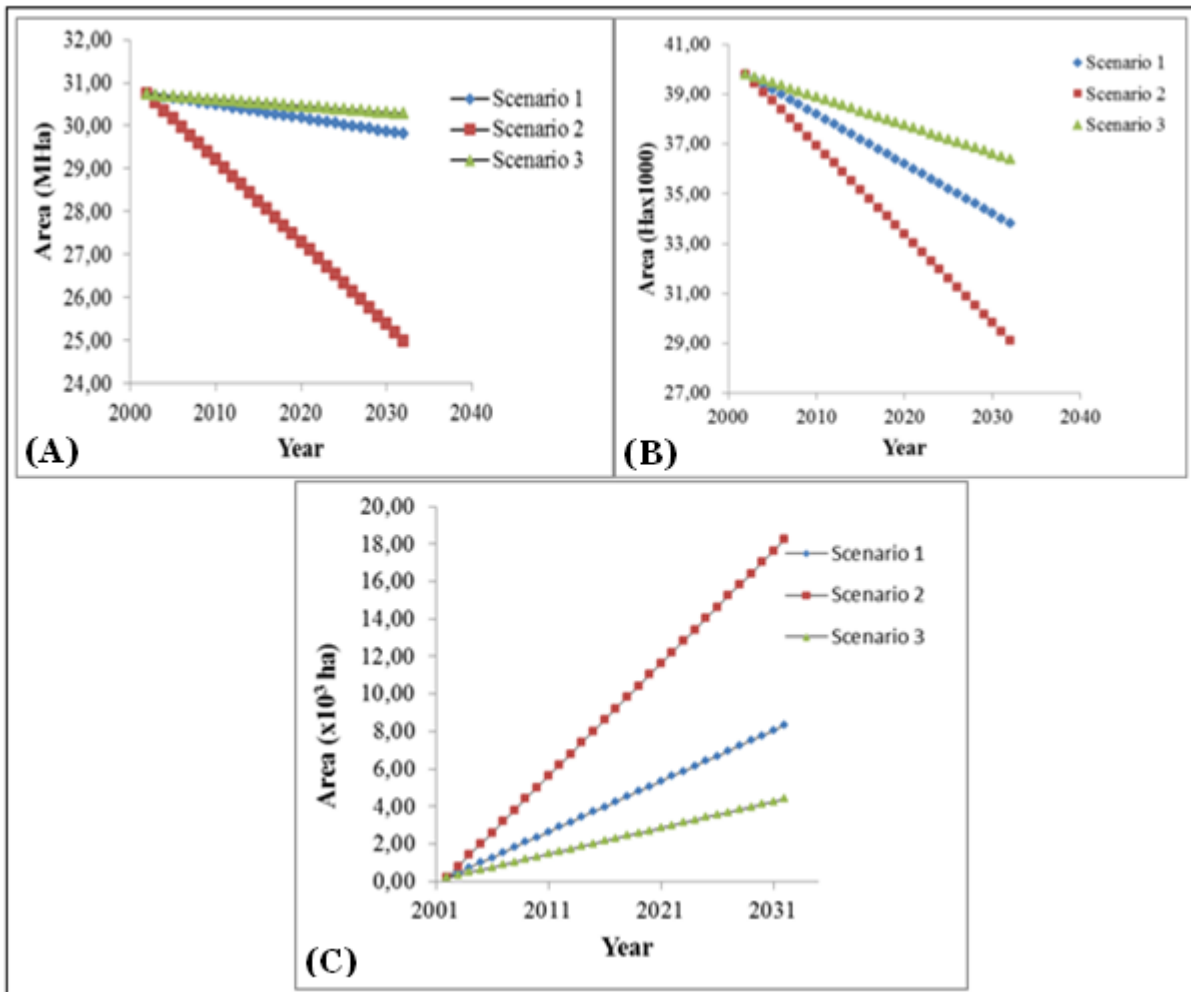 32,00
31,00
30,00
29,00
28,00
27,00
26,00
25,00
24,00
Area (MHa)
2000 2010 2020 2030 2040
Year
Scenario 1
Scenario 2
Scenario 3
(A)
41,00
39,00
37,00
35,00
33,00
31,00
29,00
27,00
Area (Hax1000)
2000 2010 2020 2030 2040
Year
Scenario 1
Scenario 2
Scenario 3
(B)
20,00
18,00
16,00
14,00
12,00
10,00
8,00
6,00
4,00
2,00
0,00
Area (x10³ ha)
2001 2011 2021 2031
Year
Scenario 1
Scenario 2
Scenario 3
(C)